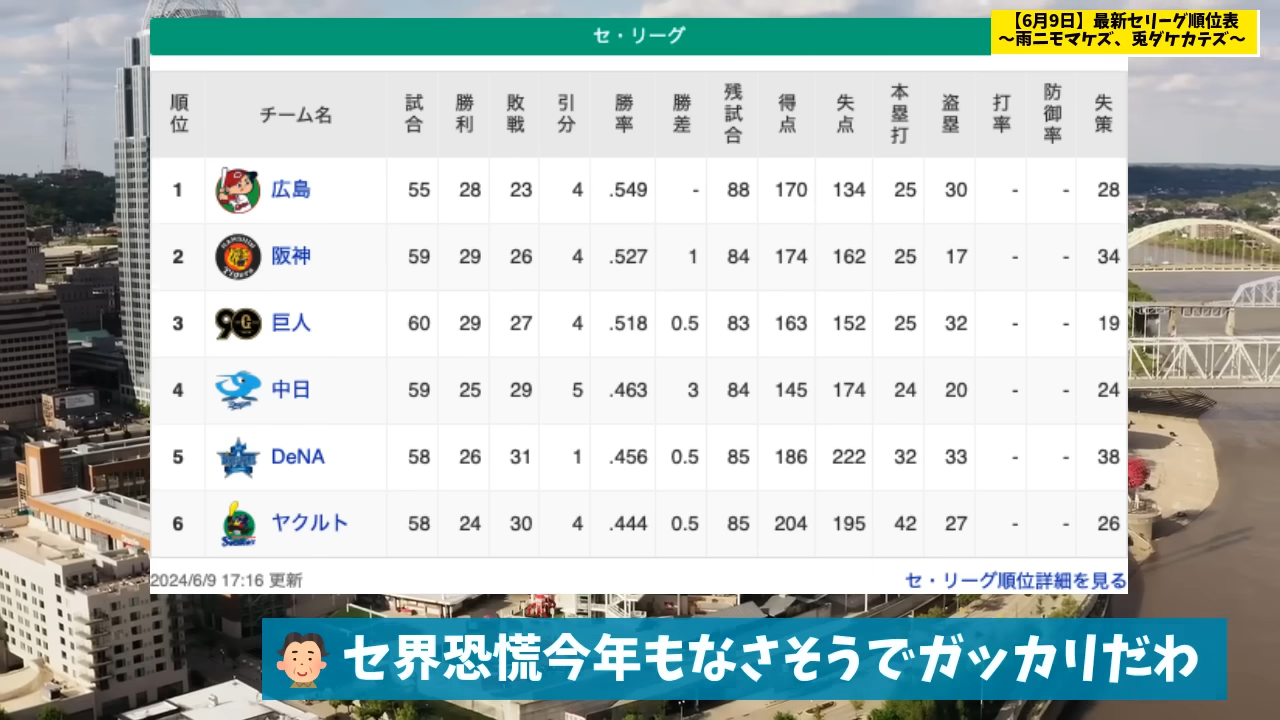 セ・リーグ
【6月9日】最新セリーグ順位表
～雨ニモマケズ、兎ダケカテズ～
順位 チーム名 試合 勝利 敗戦 引分 勝率 勝差 残試合 得点 失点 本塁打 盗塁 打率 防御率 失策
1 広島 55 28 23 4 .549 - 88 170 134 25 30 - - 28
2 阪神 59 29 26 4 .527 1 84 174 162 25 17 - - 34
3 巨人 60 29 27 4 .518 0.5 83 163 152 25 32 - - 19
4 中日 59 25 29 5 .463 3 84 145 174 24 20 - - 24
5 DeNA 58 26 31 1 .456 0.5 85 186 222 32 33 - - 38
6 ヤクルト 58 24 30 4 .444 0.5 85 204 195 42 27 - - 26
2024/6/9 17:16 更新
セ・リーグ順位詳細を見る
セ界恐慌今年もなさそうでガッカリだわ